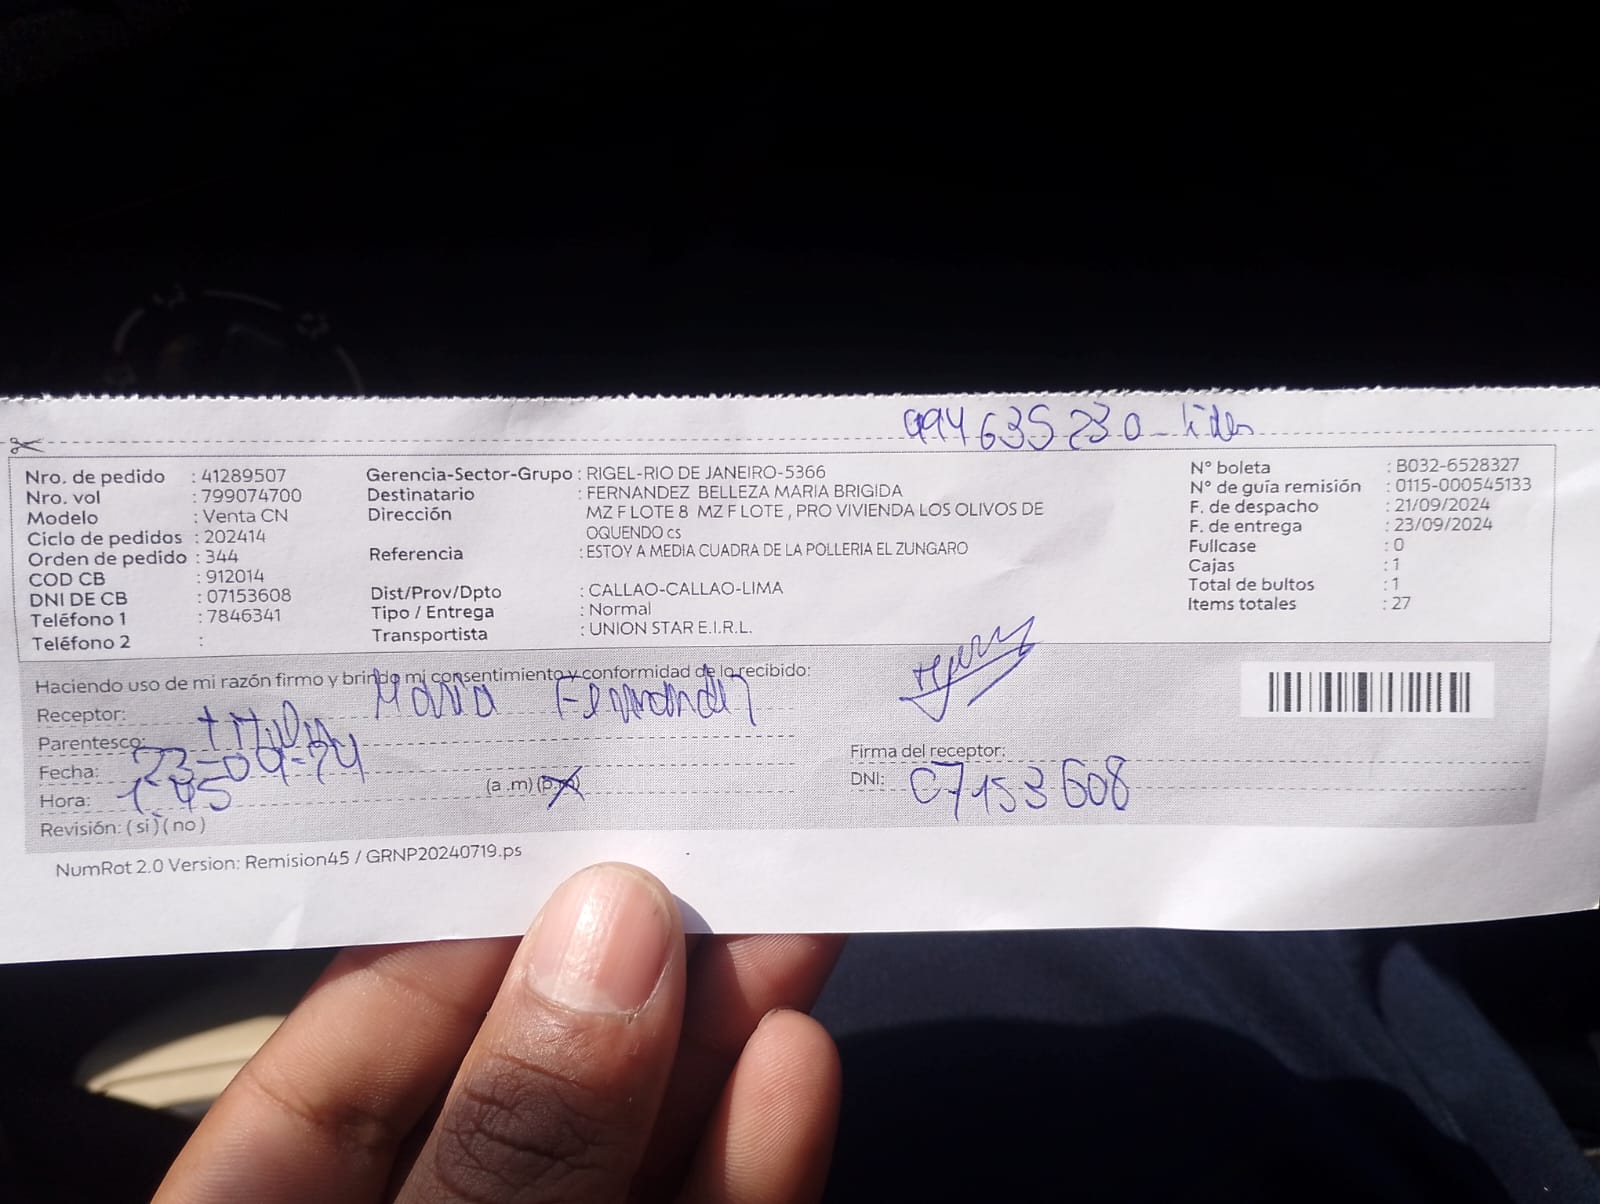 994 635 230 - lider
Nro. de pedido : 41289507
Nro. vol : 799074700
Modelo : Venta CN
Ciclo de pedidos : 202414
Orden de pedido : 344
COD CB : 912014
DNI DE CB : 07153608
Teléfono 1 : 7846341
Teléfono 2 :
Gerencia-Sector-Grupo : RIGEL-RIO DE JANEIRO-5366
Destinatario : FERNANDEZ BELLEZA MARIA BRIGIDA
Dirección MZ F LOTE 8 MZ F LOTE , PRO VIVIENDA LOS OLIVOS DE
OQUENDO cs
Referencia : ESTOY A MEDIA CUADRA DE LA POLLERIA EL ZUNGARO
Dist/Prov/Dpto : CALLAO-CALLAO-LIMA
Tipo / Entrega : Normal
Transportista : UNION STAR E.I.R.L.
N° boleta : B032-6528327
N° de guía remisión : 0115-000545133
F. de despacho : 21/09/2024
F. de entrega : 23/09/2024
Fullcase : 0
Cajas : 1
Total de bultos : 1
Items totales : 27
Haciendo uso de mi razón firmo y brindo mi consentimiento y conformidad de lo recibido:
Receptor: Maria Fernandez
Parentesco: titular
Fecha: 23-09-24
Hora: 1:45 (a .m) (p.m)
Revisión: ( si ) ( no )
Firma del receptor:
DNI: 07153608
NumRot 2.0 Version: Remision45 / GRNP20240719.ps